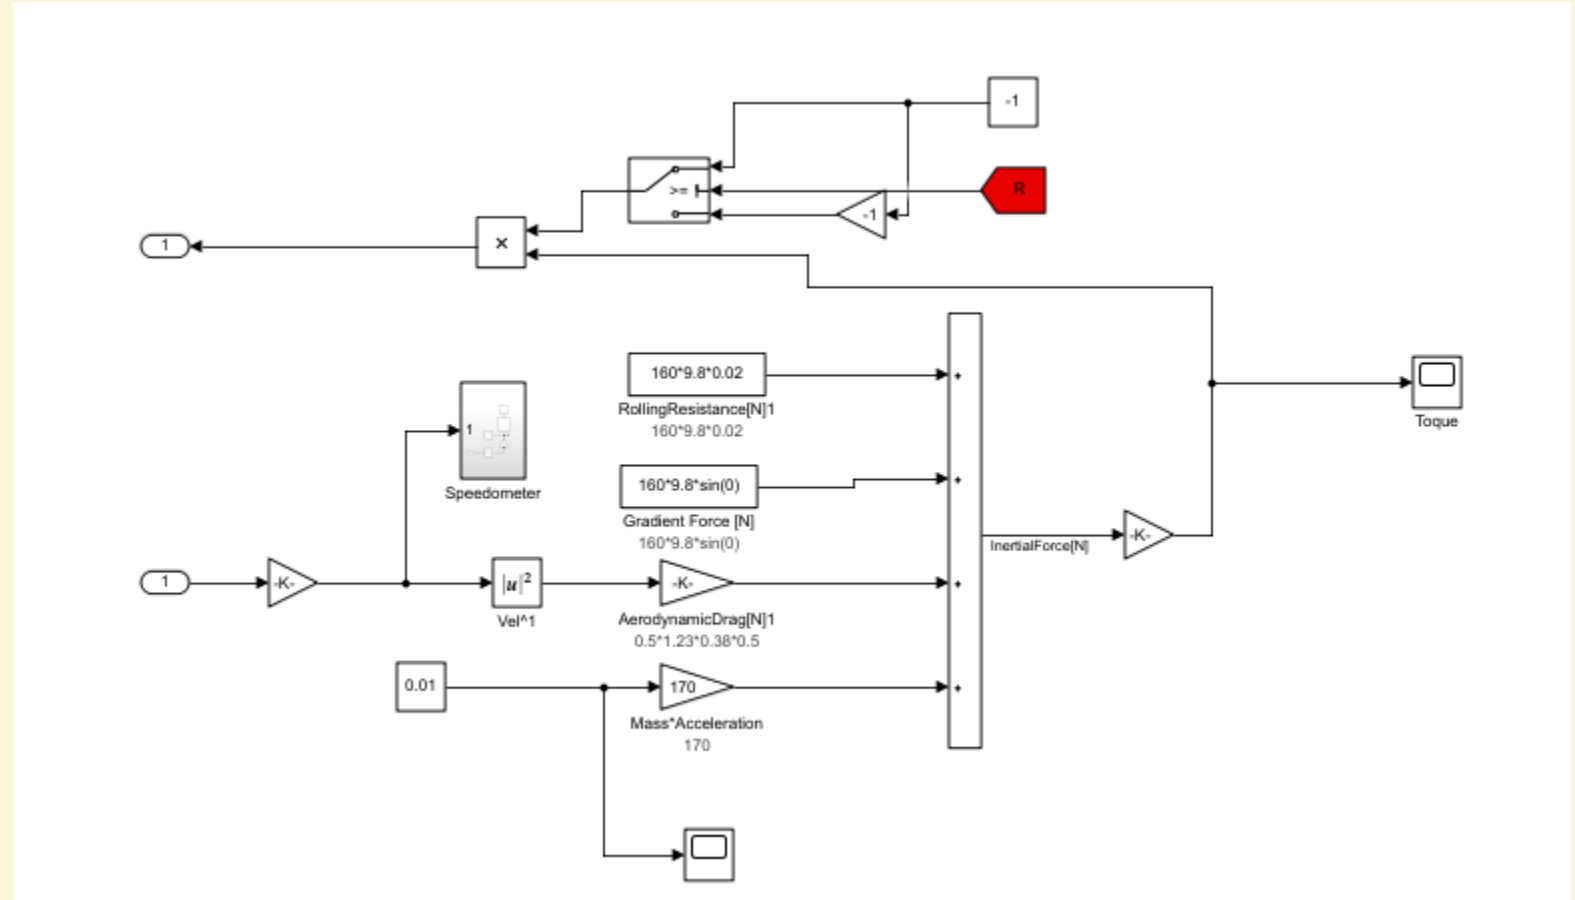 -1
R
>=
-1
×
1
160*9.8*0.02
RollingResistance[N]1
160*9.8*0.02
Toque
1
Speedometer
160*9.8*sin(0)
Gradient Force [N]
160*9.8*sin(0)
InertialForce[N]
-K-
1
-K-
|u|²
Vel^1
-K-
AerodynamicDrag[N]1
0.5*1.23*0.38*0.5
0.01
170
Mass*Acceleration
170
+
+
+
+